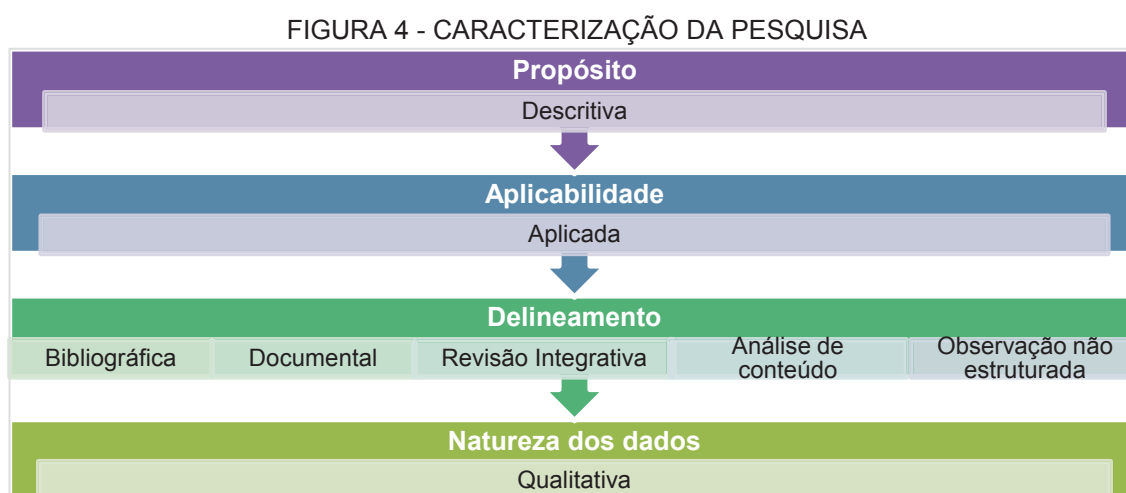 FIGURA 4 - CARACTERIZAÇÃO DA PESQUISA
Propósito
Descritiva
Aplicabilidade
Aplicada
Delineamento
Bibliográfica
Documental
Revisão Integrativa
Análise de
conteúdo
Observação não
estruturada
Natureza dos dados
Qualitativa